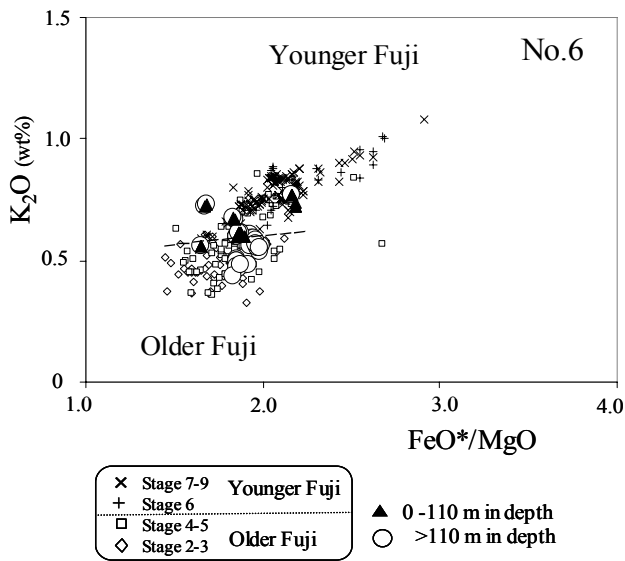 1.5
Younger Fuji
No.6
K2O (wt%)
1.0
0.5
Older Fuji
0
1.0
2.0
3.0
4.0
FeO*/MgO
Stage 7-9
Younger Fuji
Stage 6
Stage 4-5
Older Fuji
Stage 2-3
0 -110 m in depth
>110 m in depth